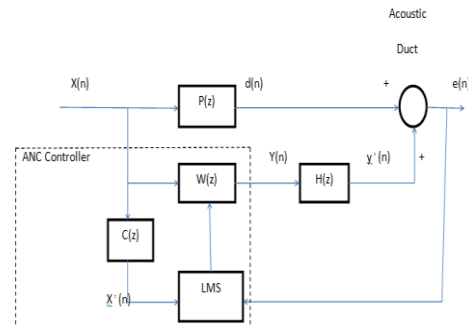 Acoustic
Duct
X(n)
d(n)
+
e(n)
P(z)
ANC Controller
W(z)
Y(n)
H(z)
y'(n)
+
C(z)
X'(n)
LMS